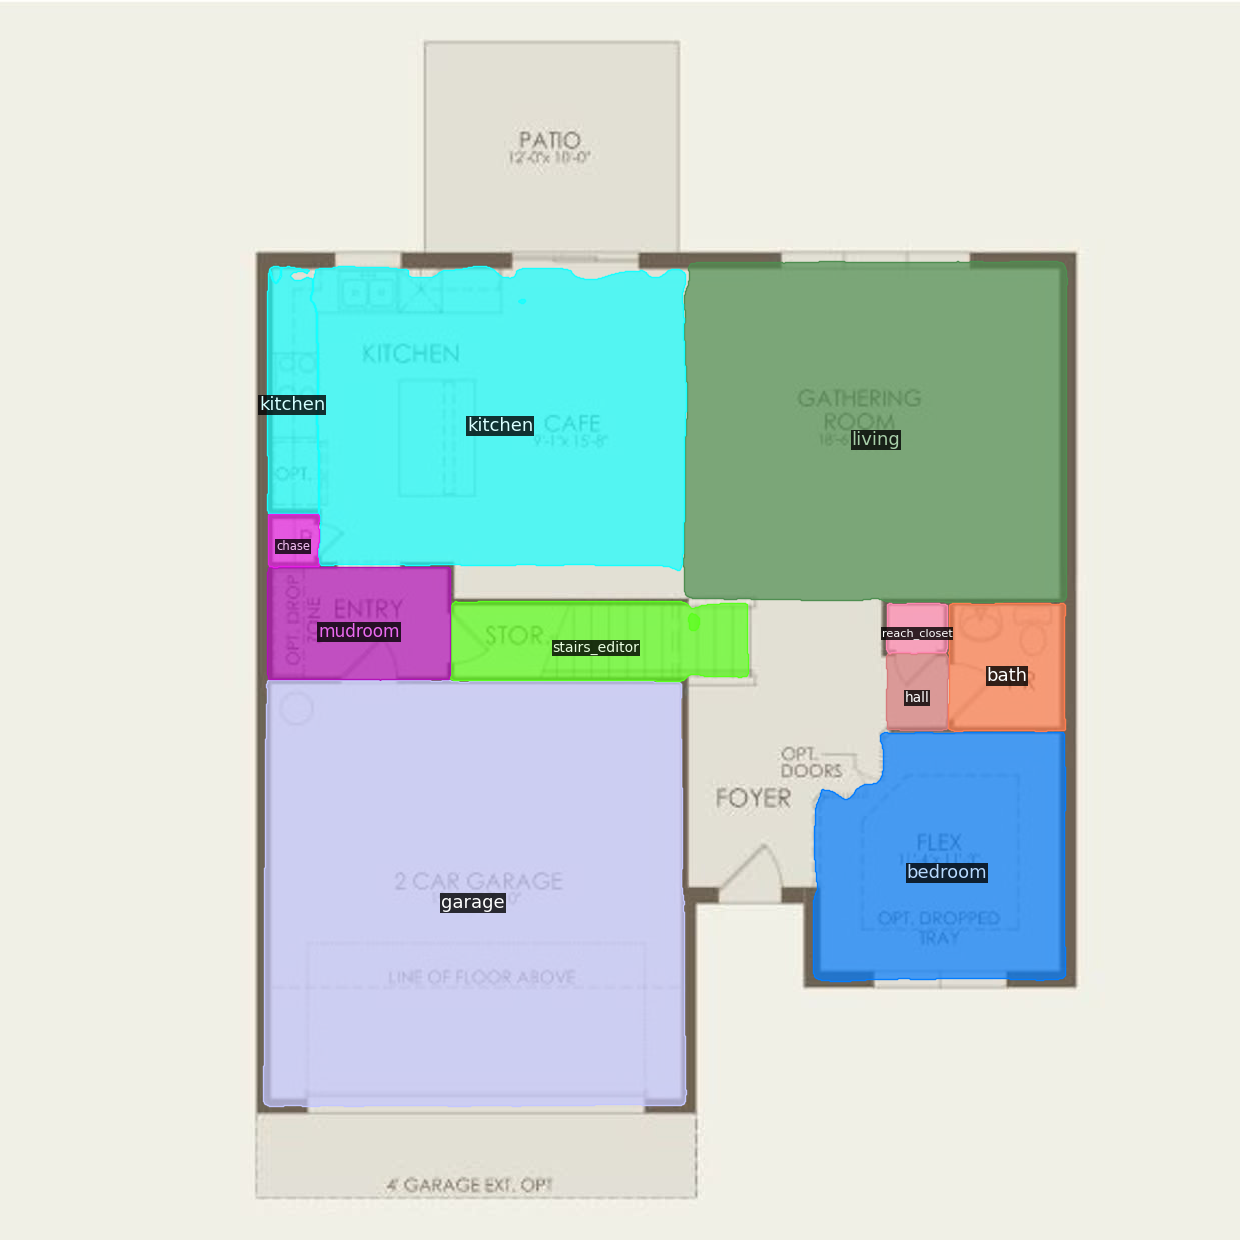 PATIO
12'-0"x 10'-0"
KITCHEN
kitchen
kitchen
CAFE
9'-1"x 15'-8"
GATHERING
ROOM
living
OPT.
chase
OPT. DROP
ZONE
ENTRY
mudroom
STOR.
stairs_editor
reach_closet
hall
bath
OPT.
DOORS
FOYER
FLEX
bedroom
OPT. DROPPED
TRAY
2 CAR GARAGE
garage
LINE OF FLOOR ABOVE
4' GARAGE EXT. OPT